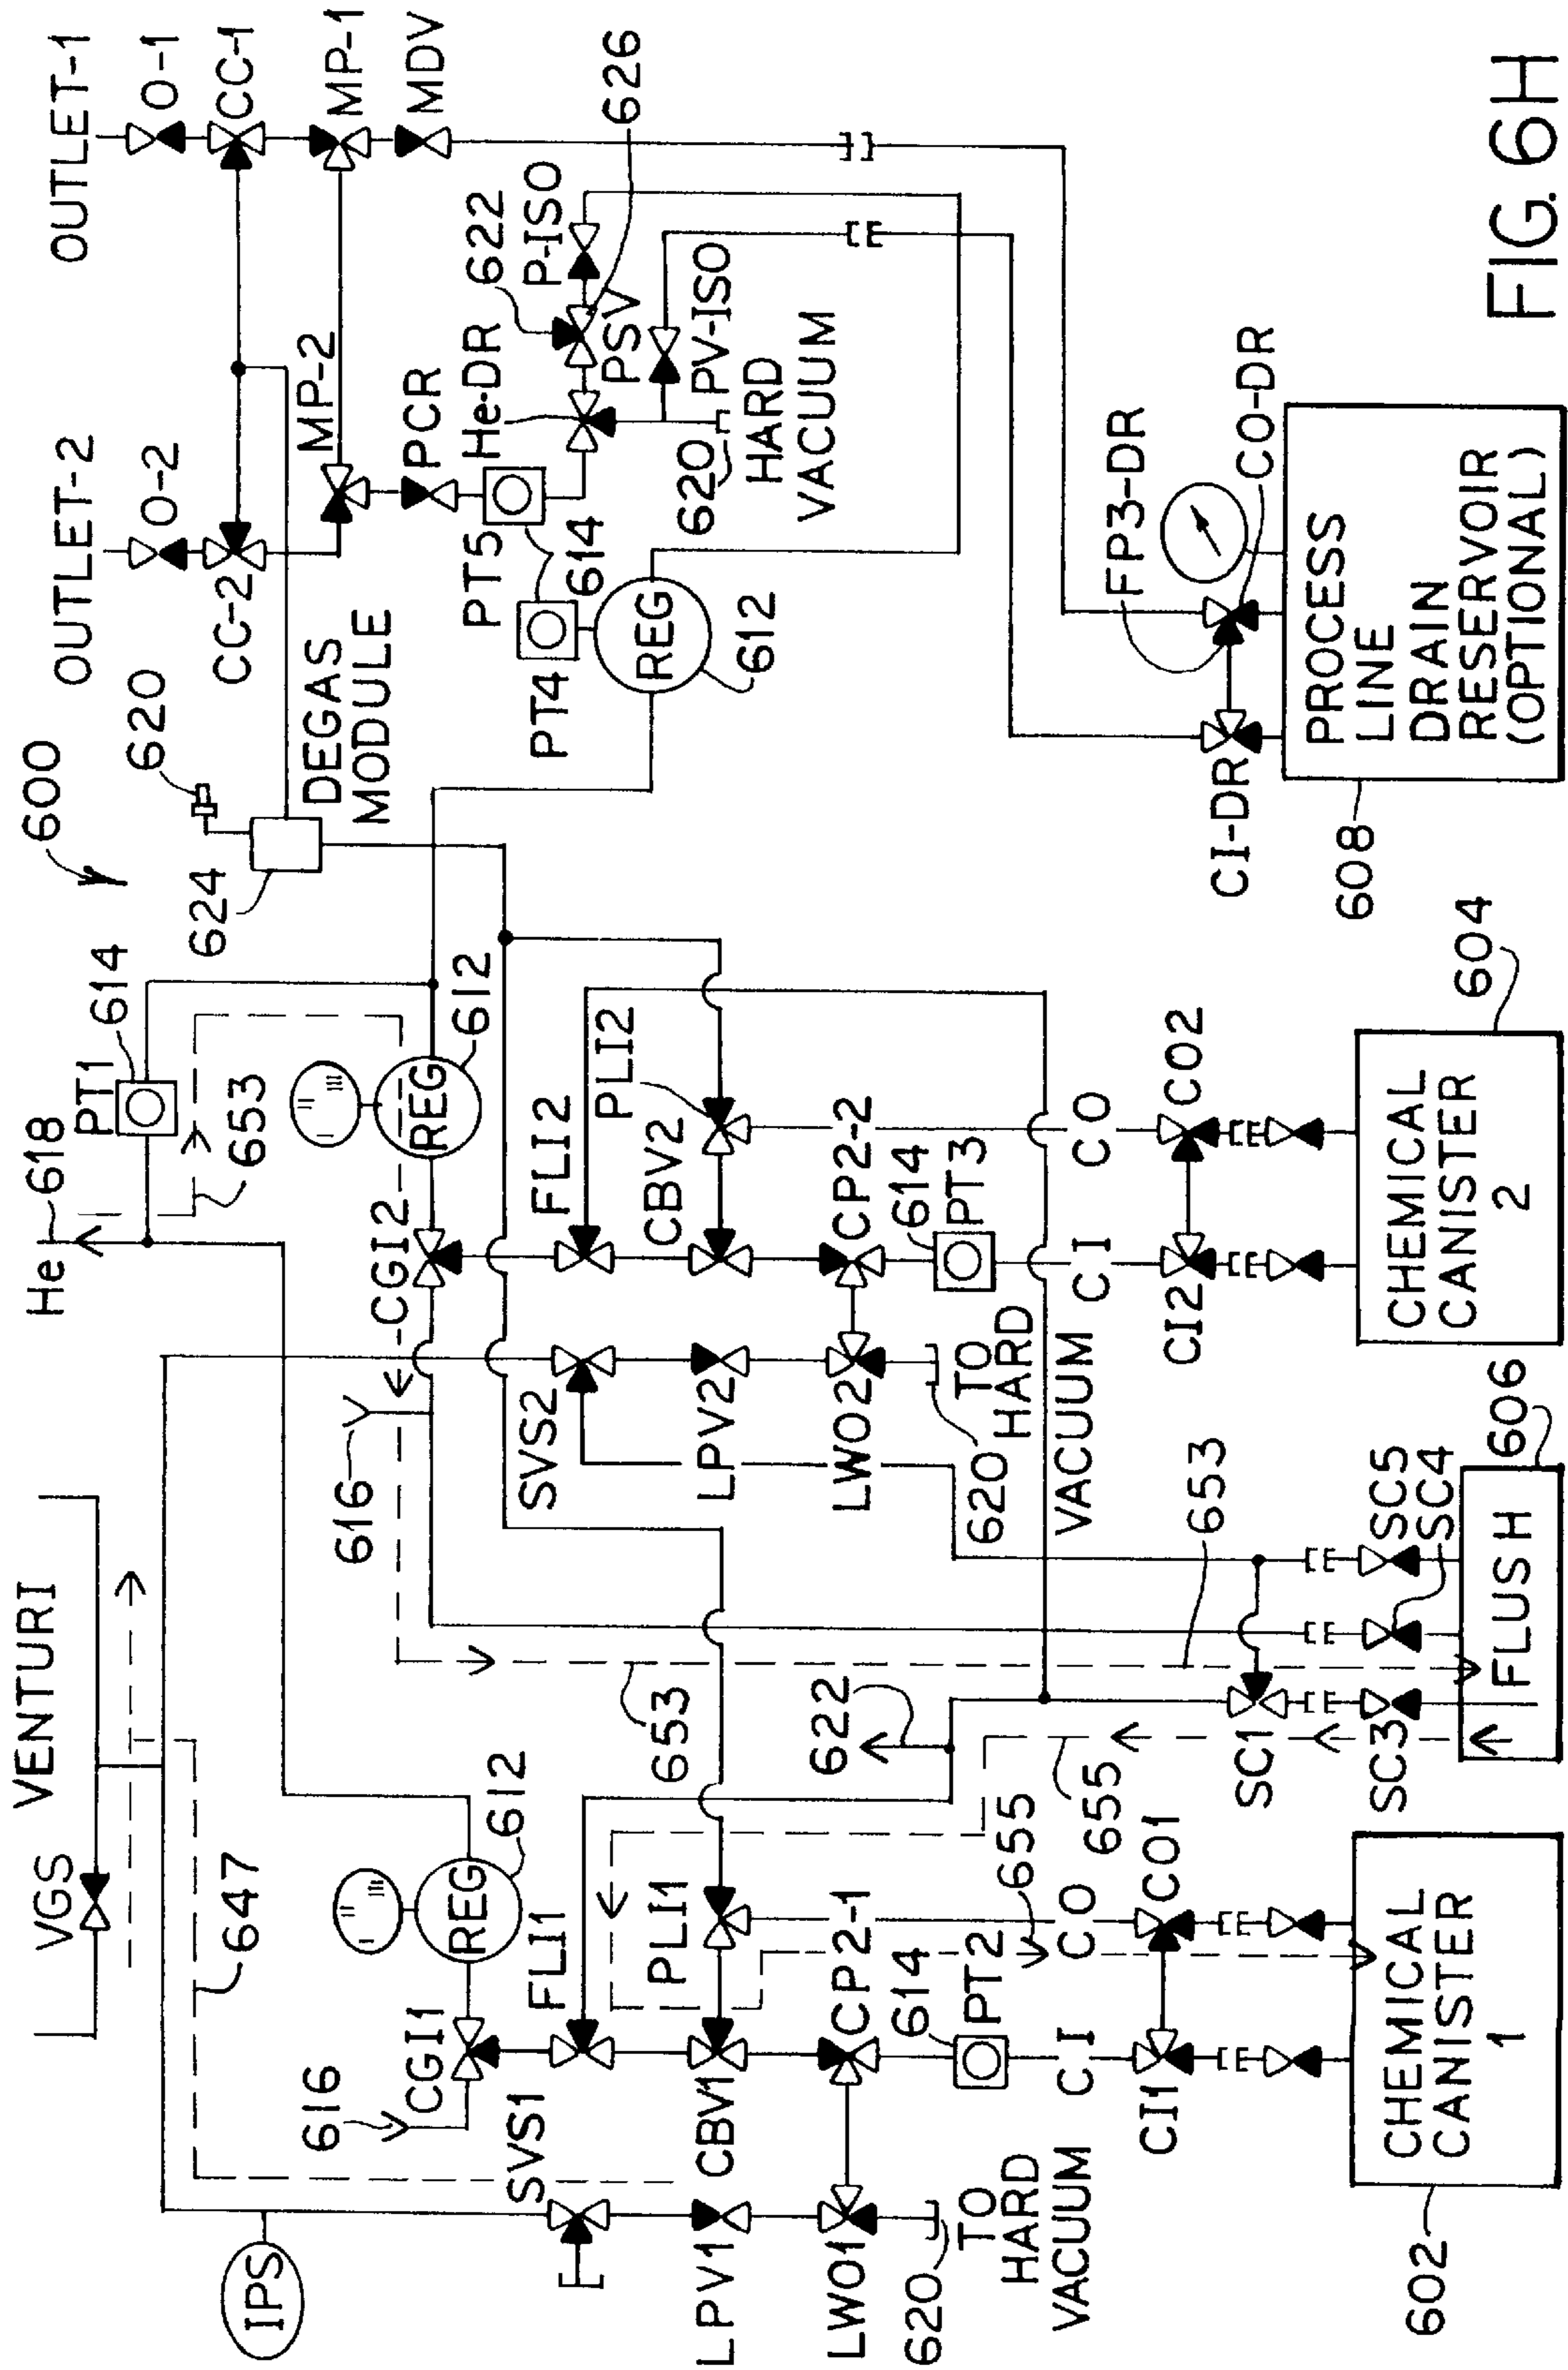 FIG. 6H
VGS
VENTURI
647
IPS
616
CGI1
REG
612
FLI1
SVS1
PLI1
CBV1
LPV1
LWO1
CP2-1
614
PT2
620
TO
HARD
VACUUM
CI
CO
655
655
CI1
CO1
CHEMICAL
CANISTER
1
602
622
653
SC1
SC3
SC5
SC4
653
FLUSH
606
616
He
618
PT1
614
653
CGI2
REG
612
FLI2
SVS2
PLI2
CBV2
LPV2
LWO2
CP2-2
614
PT3
620
TO
HARD
VACUUM
CI
CO
CI2
CO2
CHEMICAL
CANISTER
2
604
600
624
620
DEGAS
MODULE
OUTLET-2
O-2
CC-2
MP-2
OUTLET-1
O-1
CC-1
MP-1
MDV
PCR
PT5
614
PT4
REG
612
He-DR
622
P-ISO
626
PSV
PV-ISO
620
HARD
VACUUM
FP3-DR
CO-DR
CI-DR
PROCESS
LINE
DRAIN
RESERVOIR
(OPTIONAL)
608